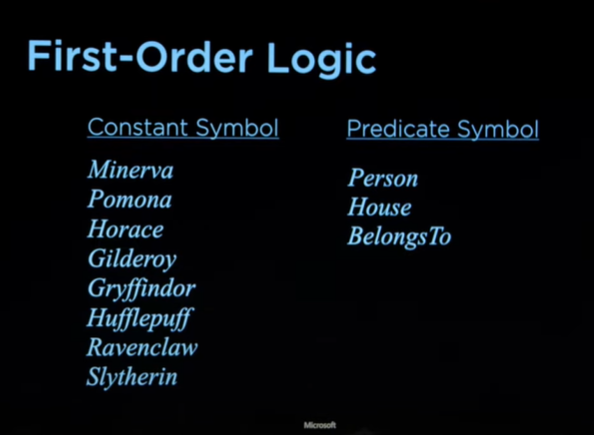 First-Order Logic
Constant Symbol
Minerva
Pomona
Horace
Gilderoy
Gryffindor
Hufflepuff
Ravenclaw
Slytherin
Predicate Symbol
Person
House
BelongsTo
Microsoft